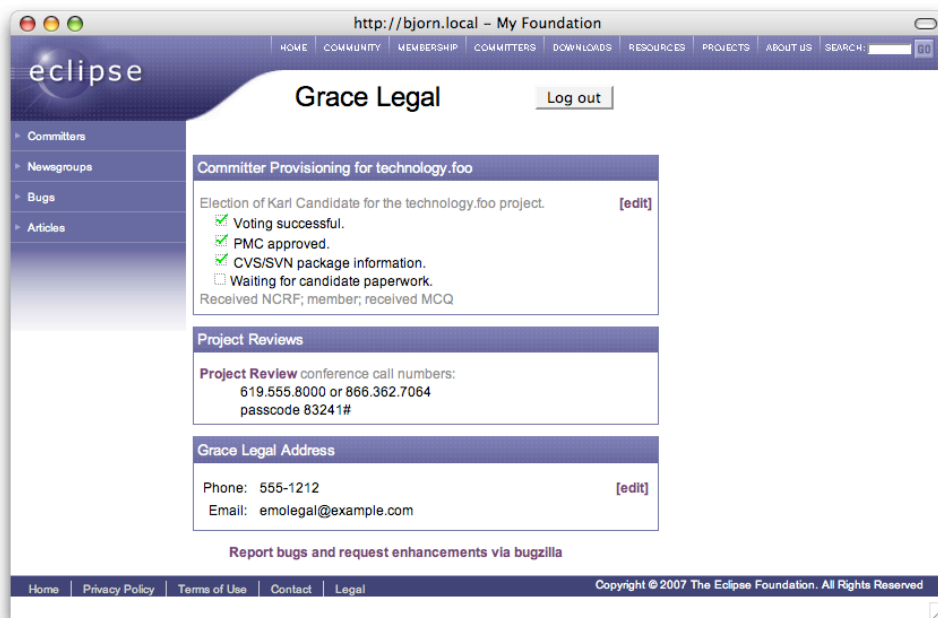 http://bjorn.local – My Foundation
HOME COMMUNITY MEMBERSHIP COMMITTERS DOWNLOADS RESOURCES PROJECTS ABOUT US SEARCH: GO
eclipse
Grace Legal Log out
Committers
Newsgroups
Bugs
Articles
Committer Provisioning for technology.foo
Election of Karl Candidate for the technology.foo project. [edit]
Voting successful.
PMC approved.
CVS/SVN package information.
Waiting for candidate paperwork.
Received NCRF; member; received MCQ
Project Reviews
Project Review conference call numbers:
619.555.8000 or 866.362.7064
passcode 83241#
Grace Legal Address
Phone: 555-1212 [edit]
Email: emolegal@example.com
Report bugs and request enhancements via bugzilla
Home Privacy Policy Terms of Use Contact Legal Copyright © 2007 The Eclipse Foundation. All Rights Reserved